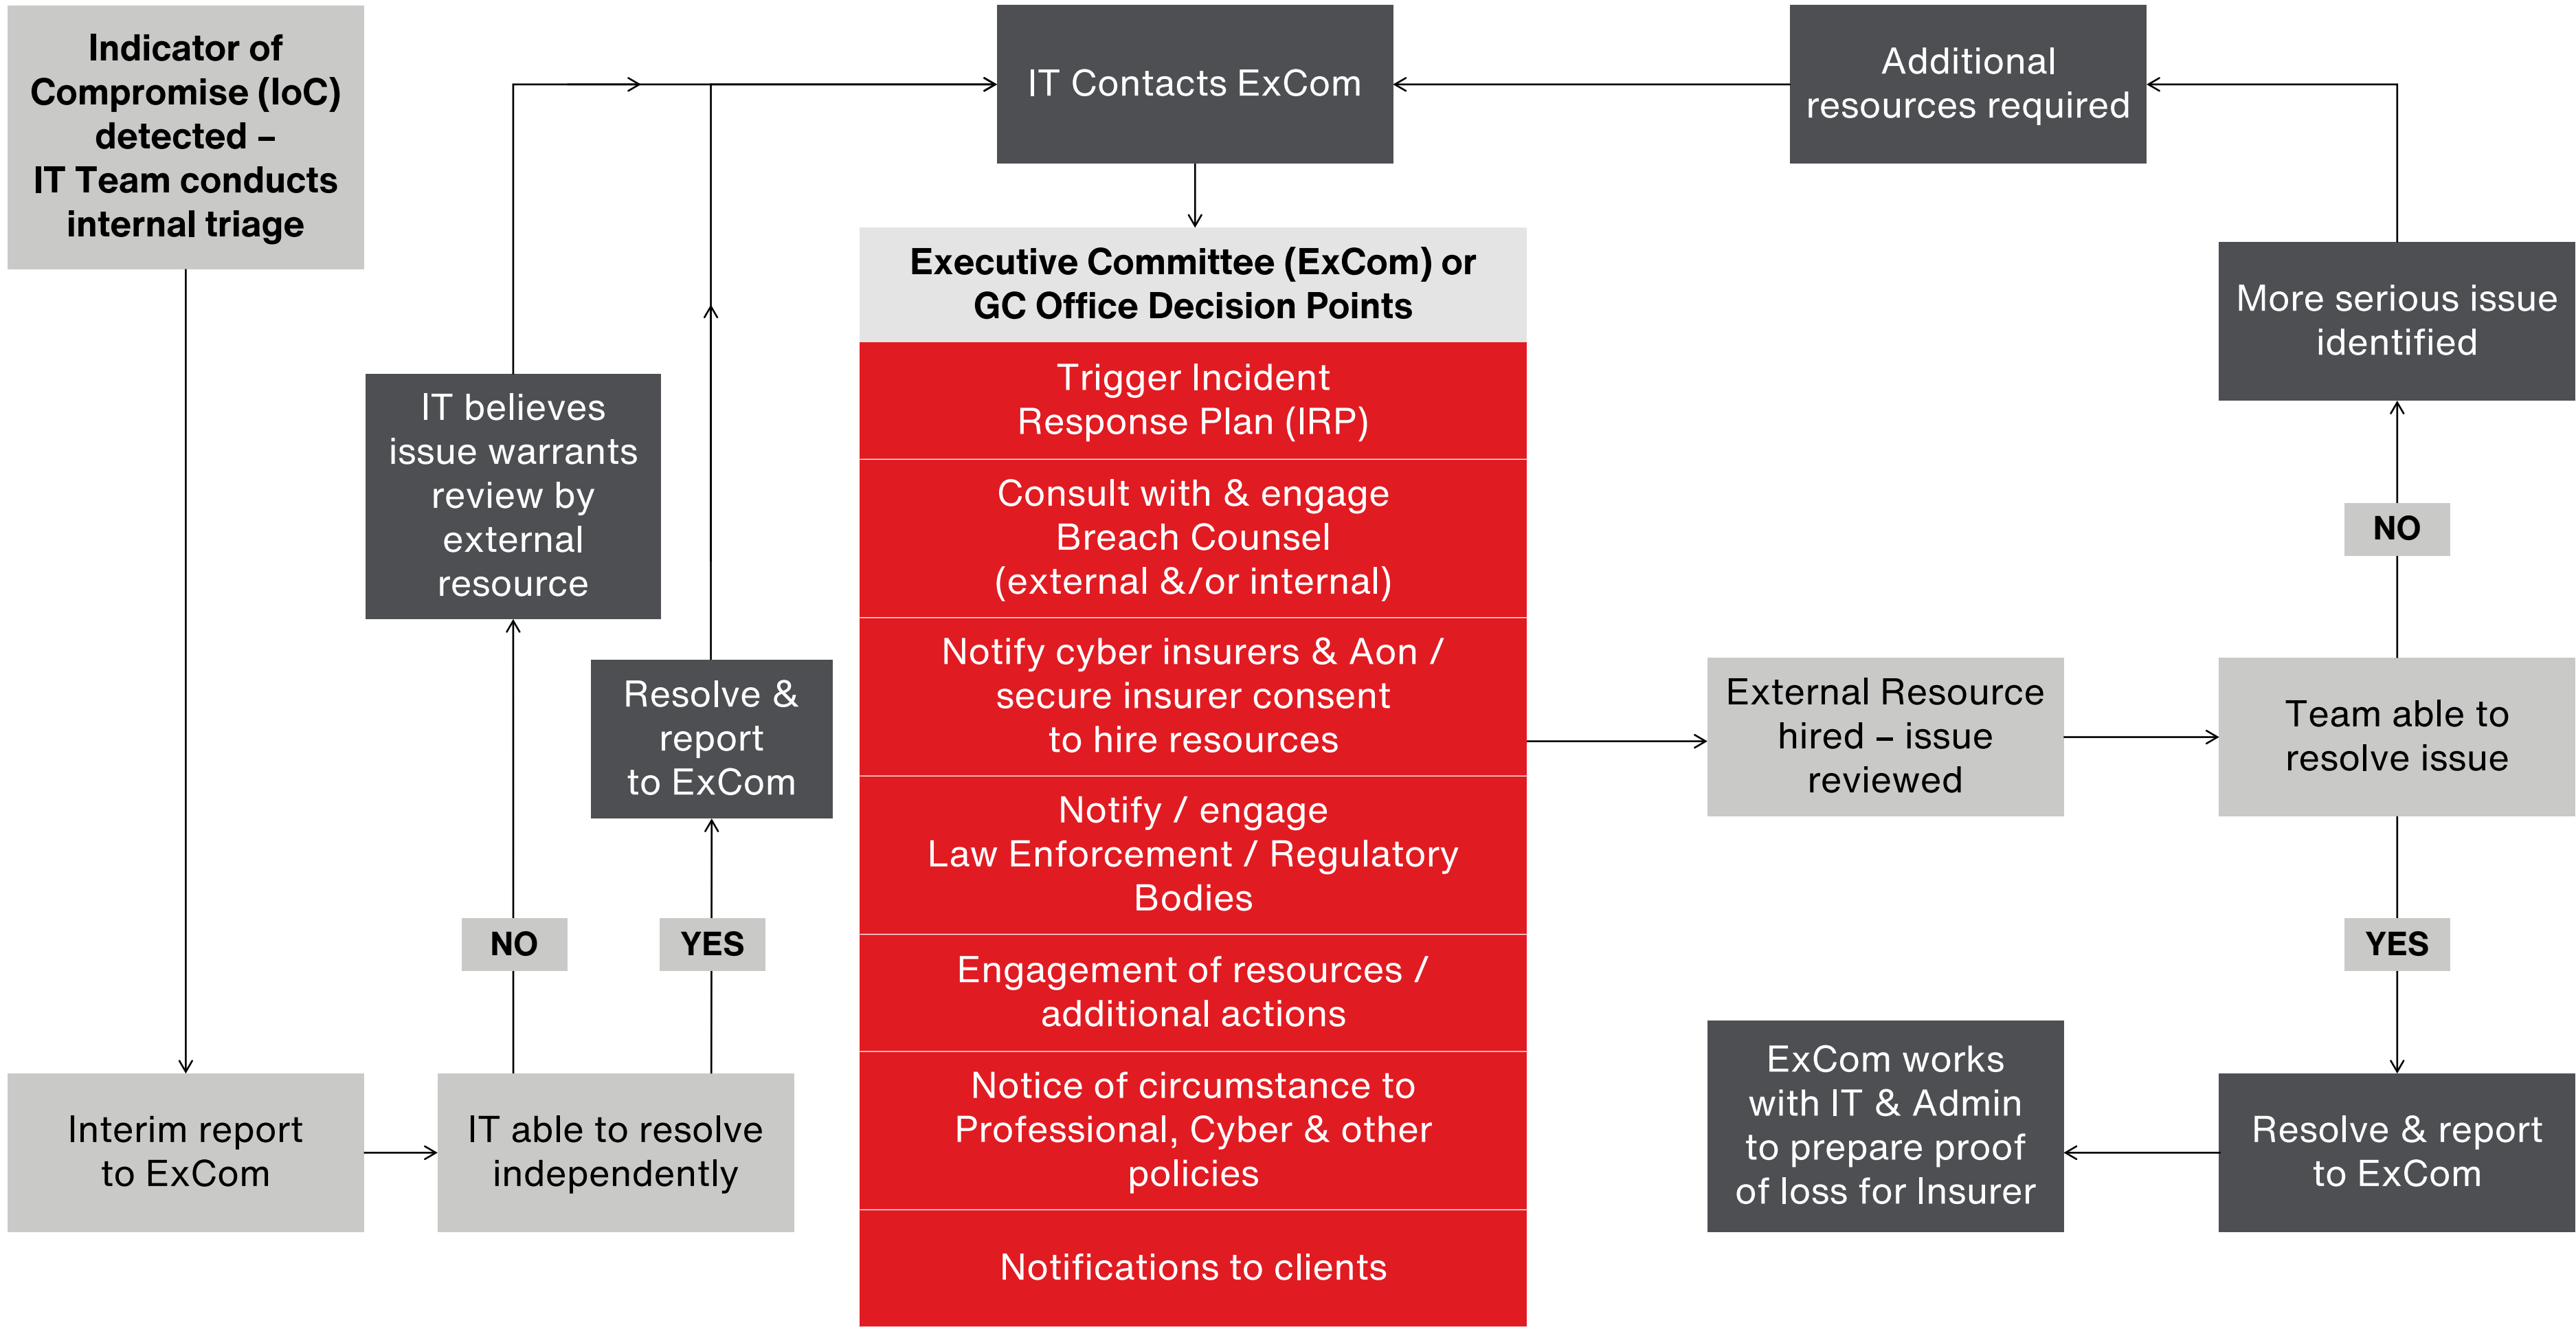 Indicator of
Compromise (IoC)
detected –
IT Team conducts
internal triage
Interim report
to ExCom
IT able to resolve
independently
NO
YES
IT believes
issue warrants
review by
external
resource
Resolve &
report
to ExCom
IT Contacts ExCom
Executive Committee (ExCom) or
GC Office Decision Points
Trigger Incident
Response Plan (IRP)
Consult with & engage
Breach Counsel
(external &/or internal)
Notify cyber insurers & Aon /
secure insurer consent
to hire resources
Notify / engage
Law Enforcement / Regulatory
Bodies
Engagement of resources /
additional actions
Notice of circumstance to
Professional, Cyber & other
policies
Notifications to clients
External Resource
hired – issue
reviewed
Team able to
resolve issue
NO
More serious issue
identified
Additional
resources required
YES
Resolve & report
to ExCom
ExCom works
with IT & Admin
to prepare proof
of loss for Insurer